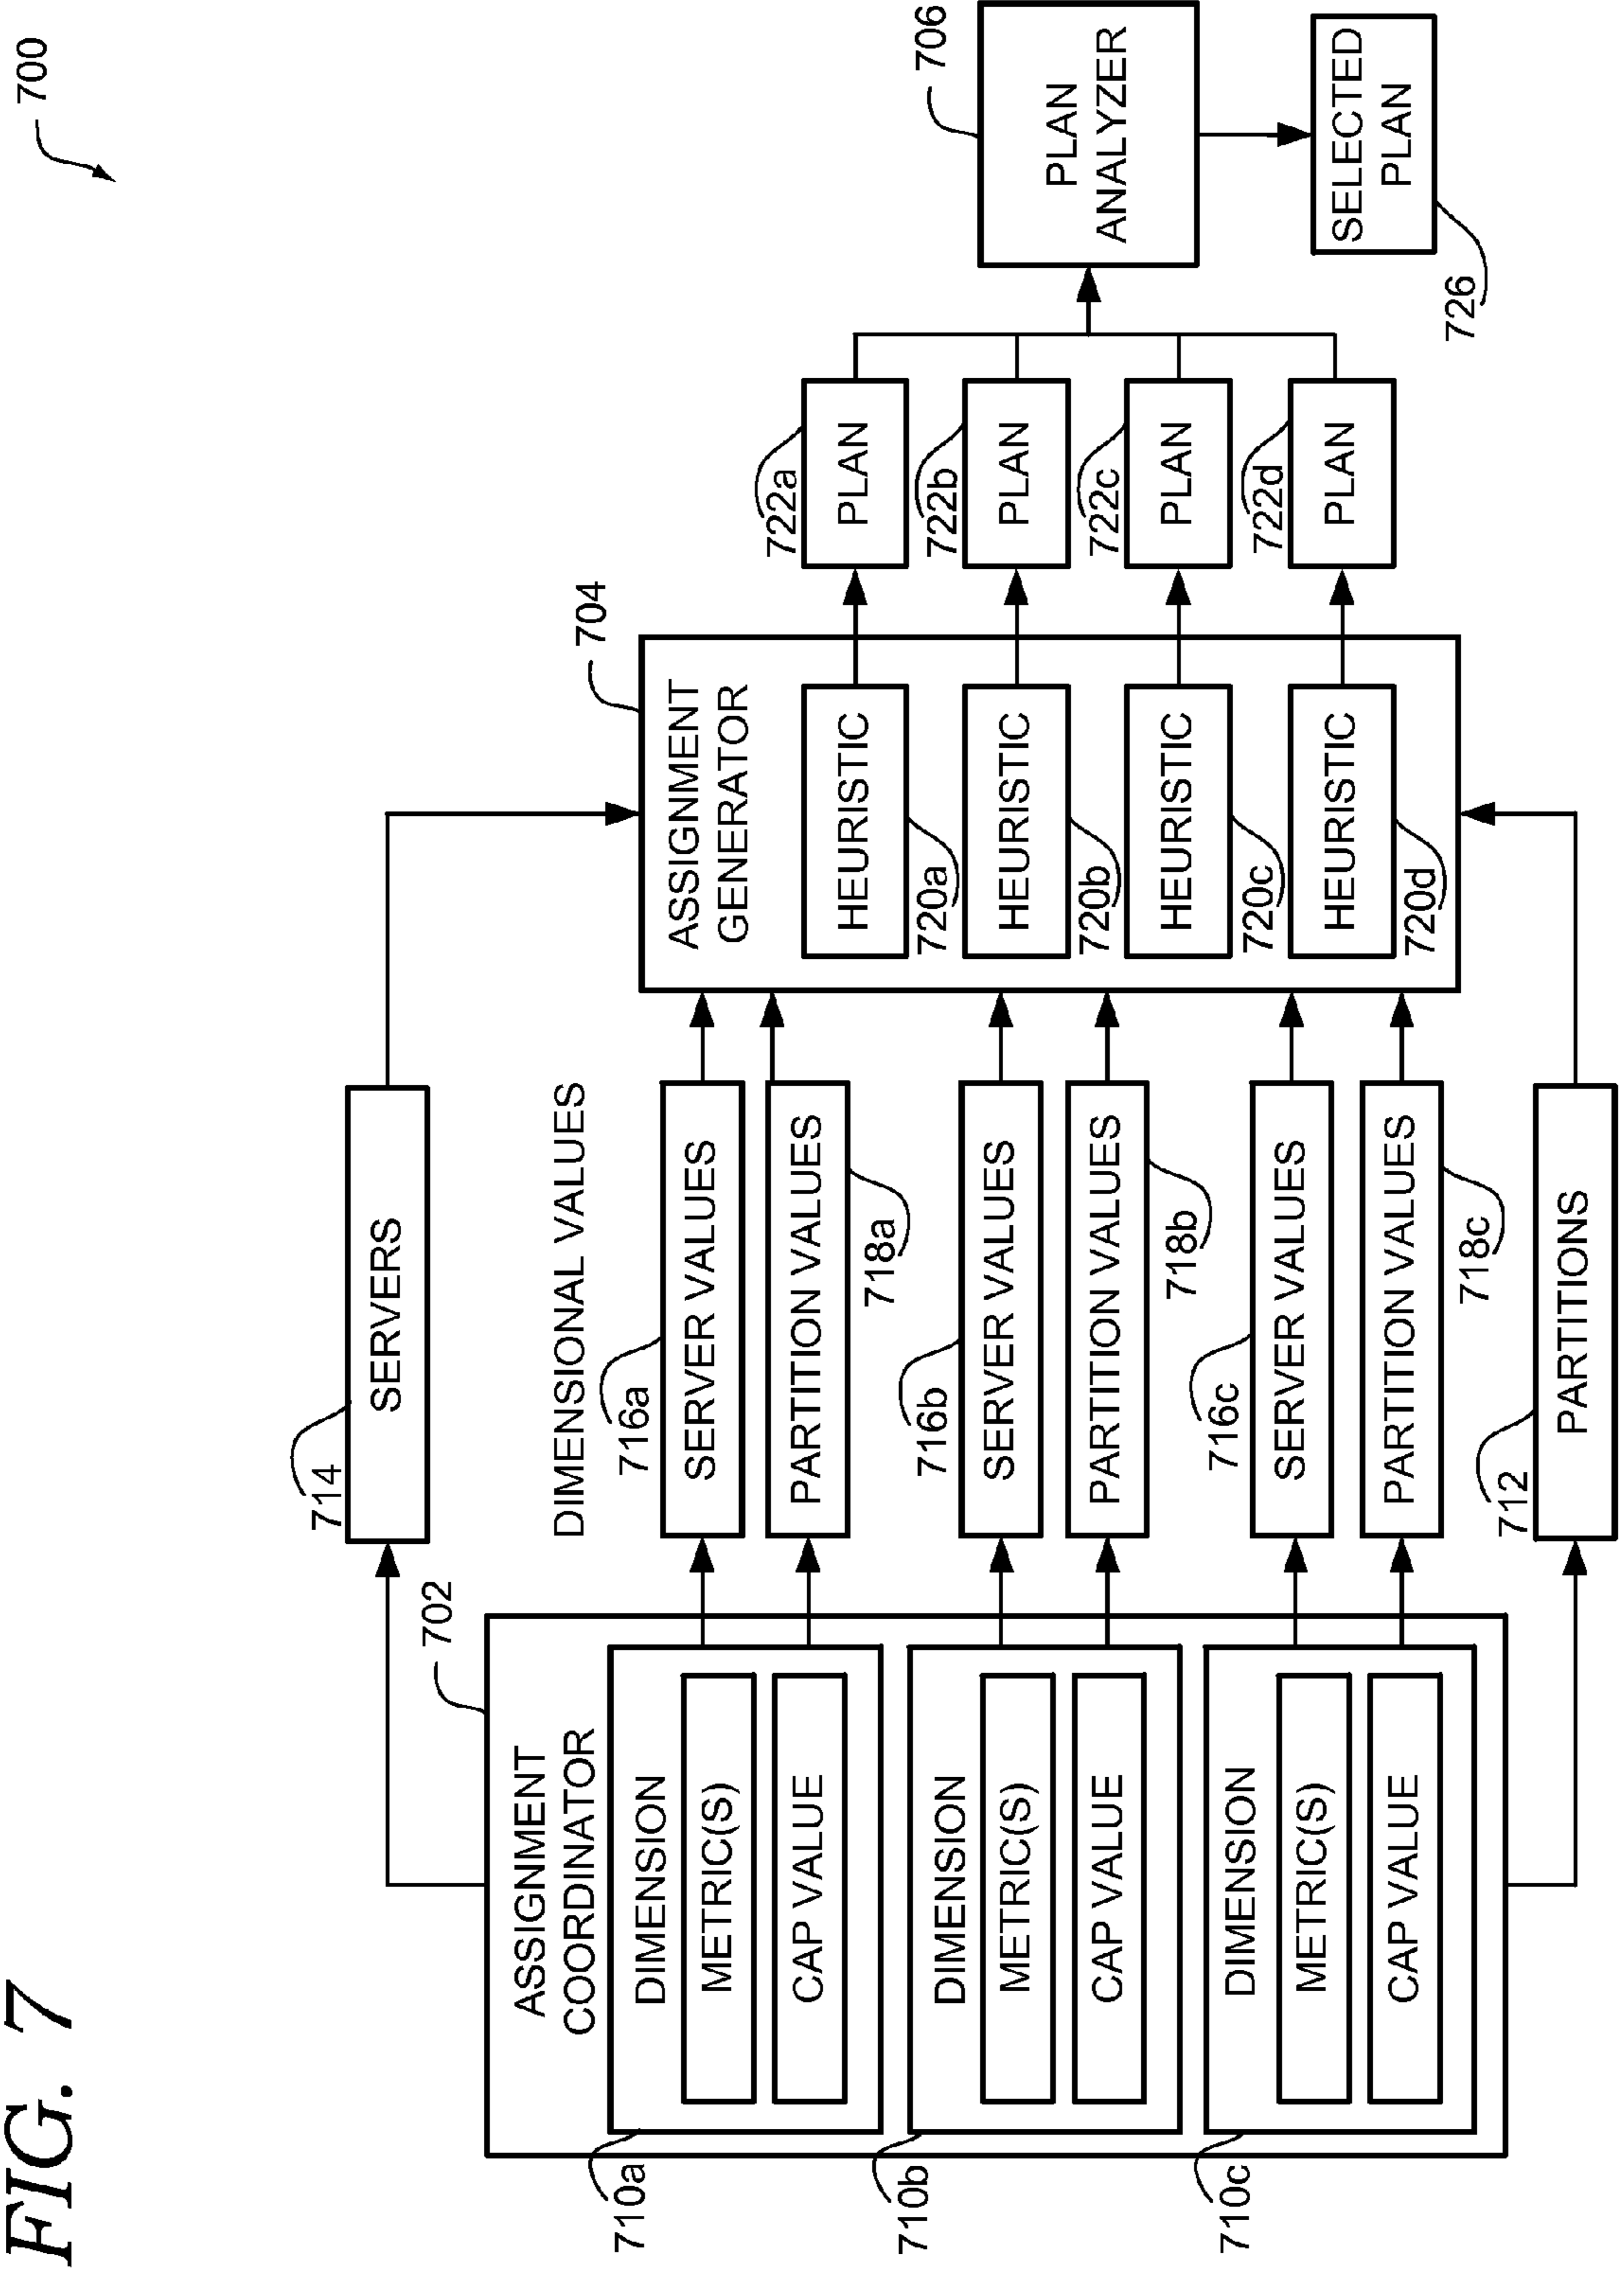 FIG. 7
700
702
ASSIGNMENT
COORDINATOR
710a
DIMENSION
METRIC(S)
CAP VALUE
710b
DIMENSION
METRIC(S)
CAP VALUE
710c
DIMENSION
METRIC(S)
CAP VALUE
714
SERVERS
DIMENSIONAL VALUES
716a
SERVER VALUES
PARTITION VALUES
718a
716b
SERVER VALUES
PARTITION VALUES
718b
716c
SERVER VALUES
PARTITION VALUES
718c
712
PARTITIONS
704
ASSIGNMENT
GENERATOR
HEURISTIC
720a
HEURISTIC
720b
HEURISTIC
720c
HEURISTIC
720d
722a
PLAN
722b
PLAN
722c
PLAN
722d
PLAN
706
PLAN
ANALYZER
SELECTED
PLAN
726